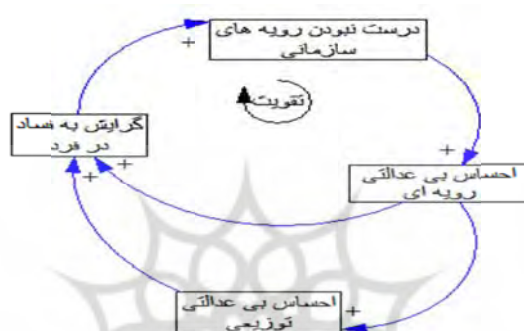 درست نبودن رویه های
سازمانی
+
تقویت
گرایش به فساد
در فرد
+
+
+
احساس بی عدالتی
رویه ای
احساس بی عدالتی
توزیعی
+